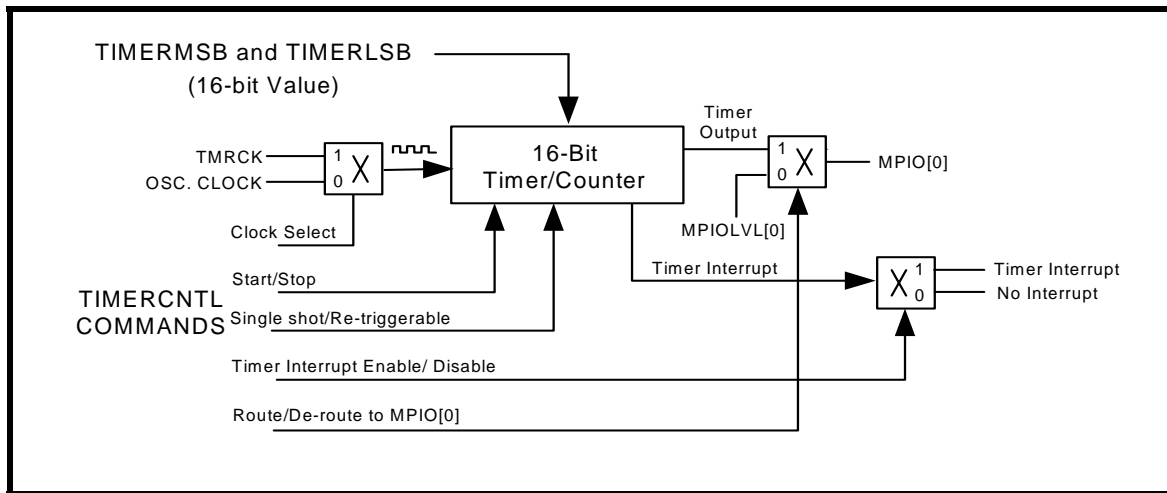 TIMERMSB and TIMERLSB
(16-bit Value)
Timer
Output
TMRCK
1
X
0
OSC. CLOCK
16-Bit
Timer/Counter
1
X
0
MPIO[0]
Clock Select
MPIOLVL[0]
Start/Stop
Timer Interrupt
X
1
0
Timer Interrupt
No Interrupt
TIMERCNTL
COMMANDS
Single shot/Re-triggerable
Timer Interrupt Enable/ Disable
Route/De-route to MPIO[0]